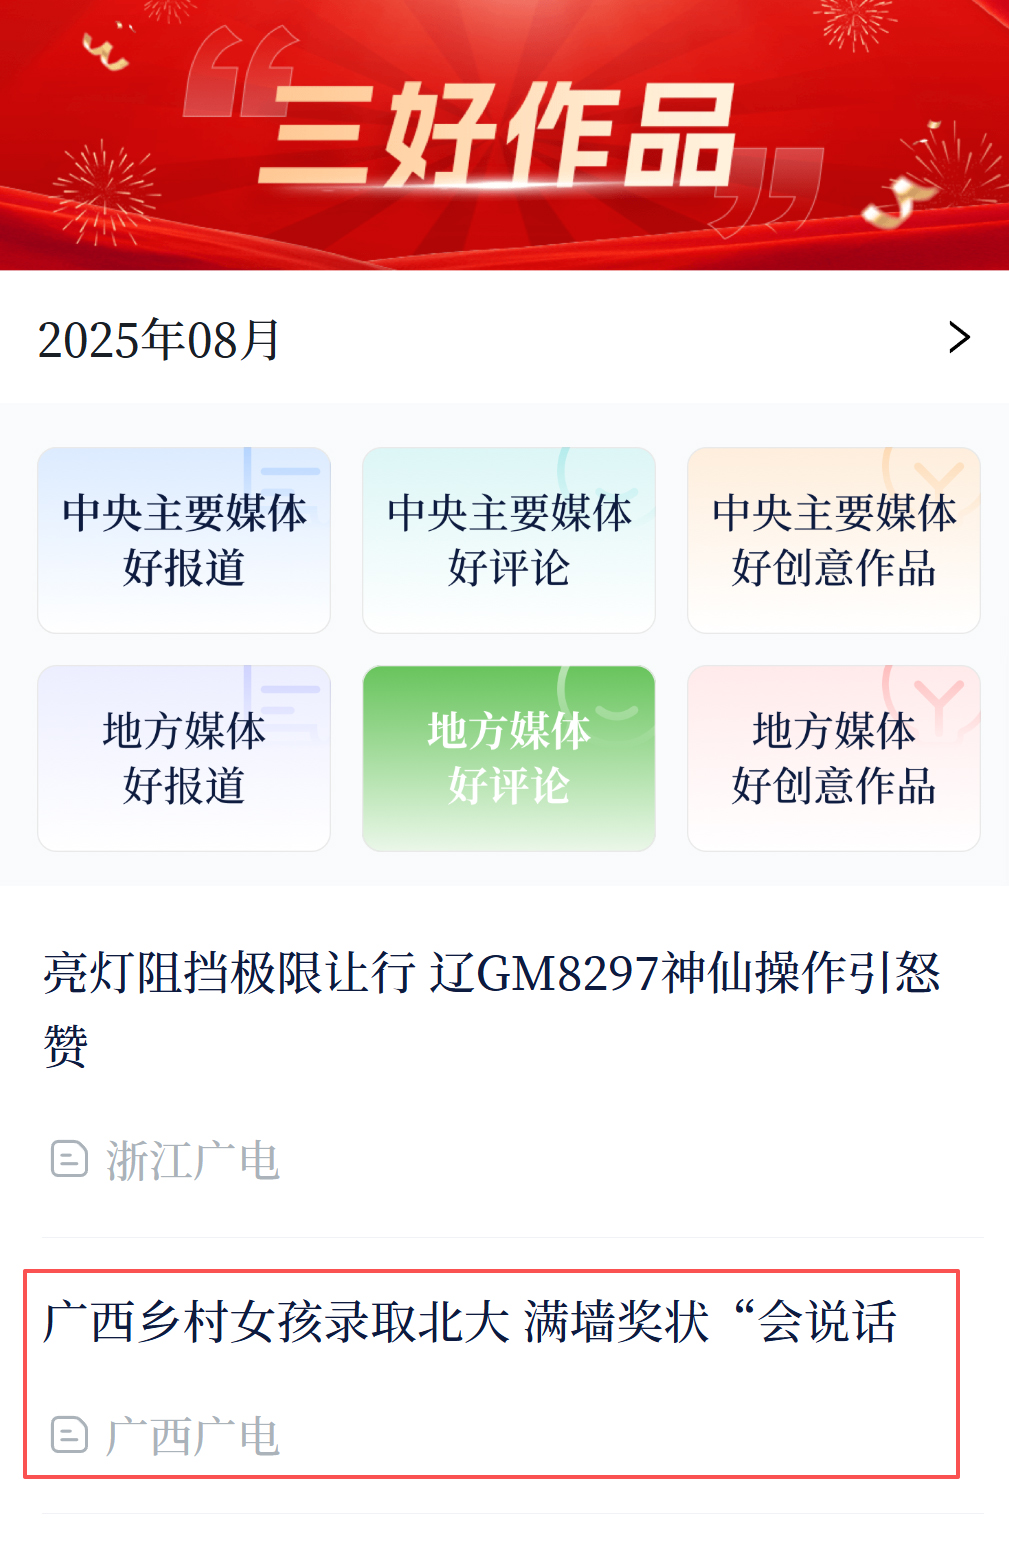 “三好作品”
2025年08月
中央主要媒体
好报道
中央主要媒体
好评论
中央主要媒体
好创意作品
地方媒体
好报道
地方媒体
好评论
地方媒体
好创意作品
亮灯阻挡极限让行 辽GM8297神仙操作引怒
赞
浙江广电
广西乡村女孩录取北大 满墙奖状“会说话
广西广电